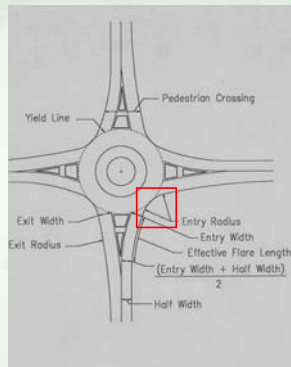 Pedestrian Crossing
Yield Line
Exit Width
Entry Radius
Entry Width
Exit Radius
Effective Flare Length
(Entry Width + Half Width)
2
Half Width